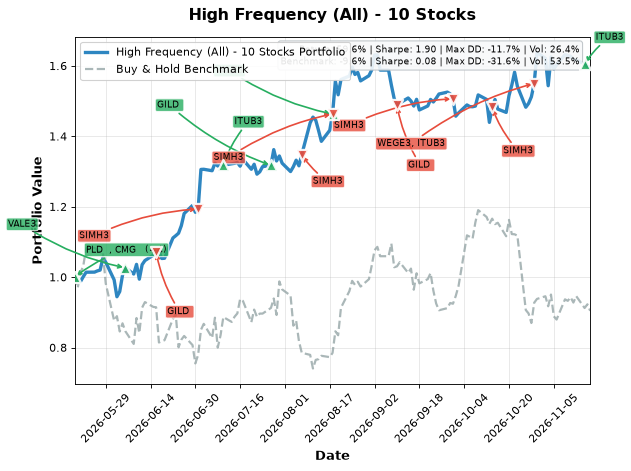 High Frequency (All) - 10 Stocks
High Frequency (All) - 10 Stocks Portfolio
Buy & Hold Benchmark
6% | Sharpe: 1.90 | Max DD: -11.7% | Vol: 26.4%
6% | Sharpe: 0.08 | Max DD: -31.6% | Vol: 53.5%
ITUB3
GILD
ITUB3
SIMH3
SIMH3
WEGE3, ITUB3
GILD
SIMH3
SIMH3
VALE3
SIMH3
PLD
, CMG
GILD
Portfolio Value
1.6
1.4
1.2
1.0
0.8
2026-05-29
2026-06-14
2026-06-30
2026-07-16
2026-08-01
2026-08-17
2026-09-02
2026-09-18
2026-10-04
2026-10-20
2026-11-05
Date